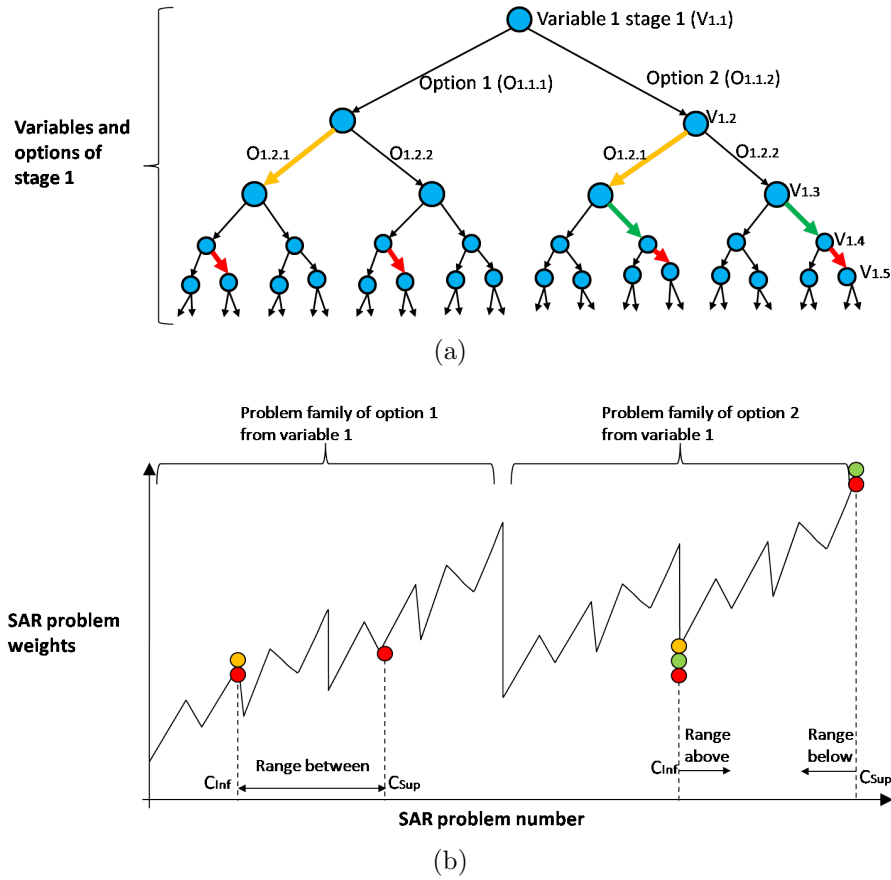 Variable 1 stage 1 (V1.1)
Option 1 (O1.1.1)
Option 2 (O1.1.2)
Variables and
options of
stage 1
V1.2
O1.2.1
O1.2.2
O1.2.1
O1.2.2
V1.3
V1.4
V1.5
(a)
Problem family of option 1
from variable 1
Problem family of option 2
from variable 1
SAR problem
weights
CInf
Range between
CSup
CInf
Range
above
Range
below
CSup
SAR problem number
(b)